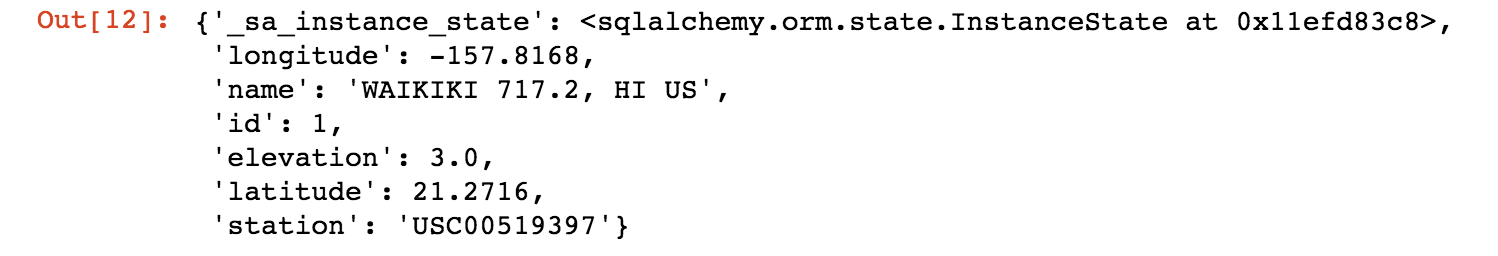 Out[12]: {'_sa_instance_state': <sqlalchemy.orm.state.InstanceState at 0x11efd83c8>,
'longitude': -157.8168,
'name': 'WAIKIKI 717.2, HI US',
'id': 1,
'elevation': 3.0,
'latitude': 21.2716,
'station': 'USC00519397'}